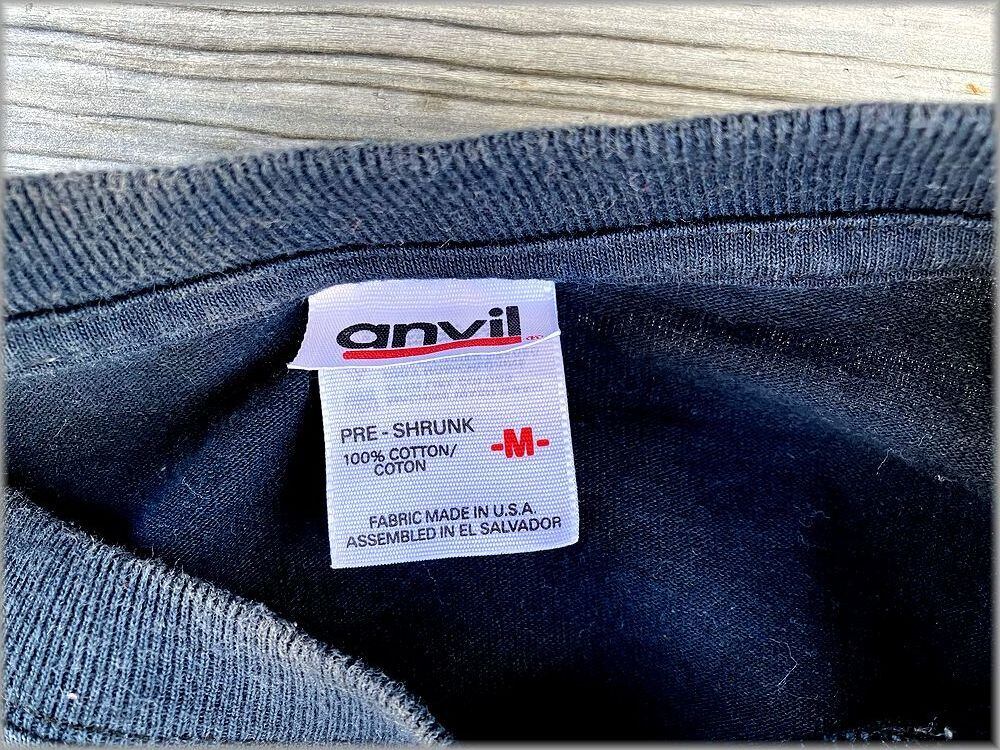 anvil
PRE - SHRUNK
100% COTTON/
COTON
-M-
FABRIC MADE IN U.S.A.
ASSEMBLED IN EL SALVADOR